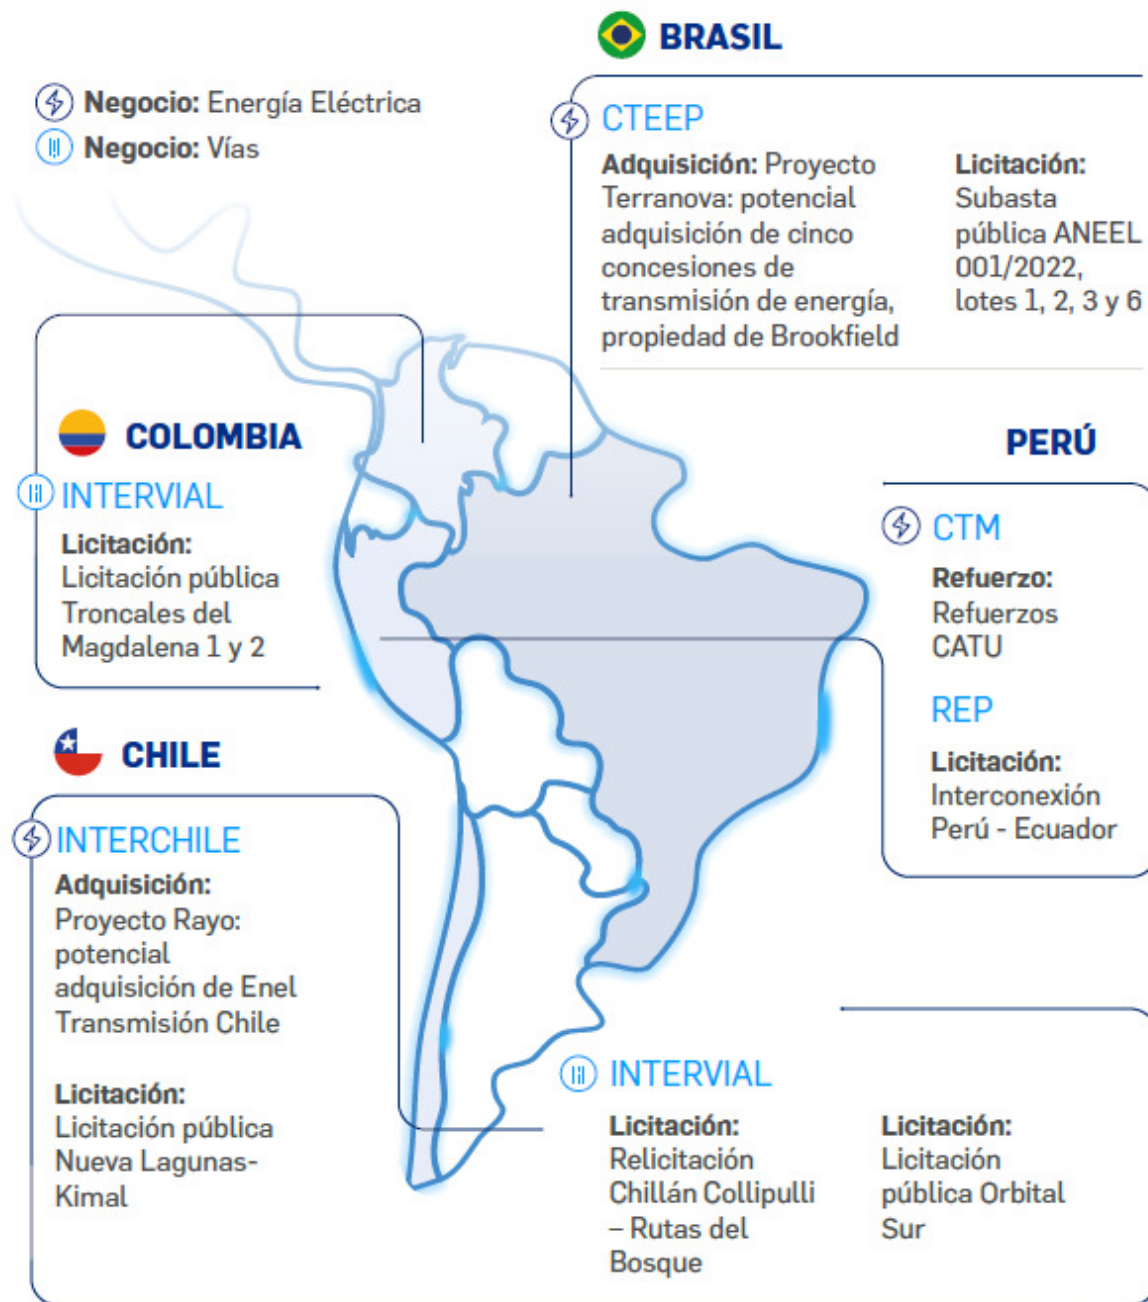 Negocio: Energía Eléctrica
Negocio: Vías
BRASIL
CTEEP
Adquisición: Proyecto
Terranova: potencial
adquisición de cinco
concesiones de
transmisión de energía,
propiedad de Brookfield
Licitación:
Subasta
pública ANEEL
001/2022,
lotes 1, 2, 3 y 6
COLOMBIA
INTERVIAL
Licitación:
Licitación pública
Troncales del
Magdalena 1 y 2
PERÚ
CTM
Refuerzo:
Refuerzos
CATU
REP
Licitación:
Interconexión
Perú - Ecuador
CHILE
INTERCHILE
Adquisición:
Proyecto Rayo:
potencial
adquisición de Enel
Transmisión Chile
Licitación:
Licitación pública
Nueva Lagunas-
Kimal
INTERVIAL
Licitación:
Relicitación
Chillán Collipulli
– Rutas del
Bosque
Licitación:
Licitación
pública Orbital
Sur